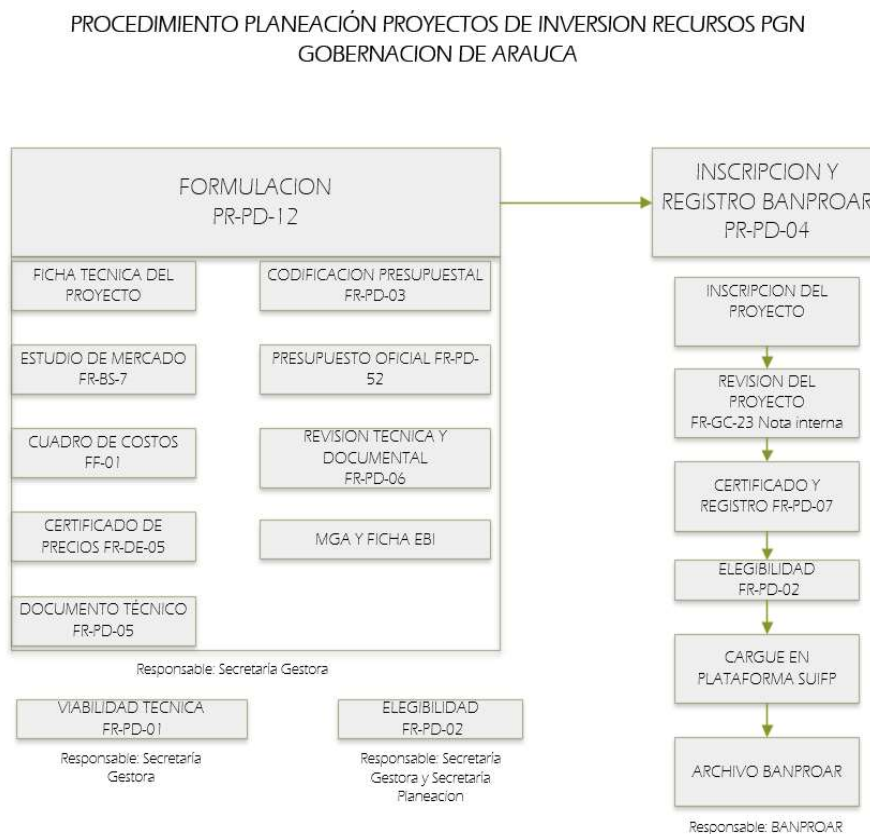 PROCEDIMIENTO PLANEACIÓN PROYECTOS DE INVERSION RECURSOS PGN
GOBERNACION DE ARAUCA
FORMULACION
PR-PD-12
FICHA TECNICA DEL
PROYECTO
CODIFICACION PRESUPUESTAL
FR-PD-03
ESTUDIO DE MERCADO
FR-BS-7
PRESUPUESTO OFICIAL FR-PD-
52
CUADRO DE COSTOS
FF-01
REVISION TECNICA Y
DOCUMENTAL
FR-PD-06
CERTIFICADO DE
PRECIOS FR-DE-05
MGA Y FICHA EBI
DOCUMENTO TÉCNICO
FR-PD-05
Responsable: Secretaría Gestora
VIABILIDAD TECNICA
FR-PD-01
Responsable: Secretaría
Gestora
ELEGIBILIDAD
FR-PD-02
Responsable: Secretaría
Gestora y Secretaría
Planeacion
INSCRIPCION Y
REGISTRO BANPROAR
PR-PD-04
INSCRIPCION DEL
PROYECTO
REVISION DEL
PROYECTO
FR-GC-23 Nota interna
CERTIFICADO Y
REGISTRO FR-PD-07
ELEGIBILIDAD
FR-PD-02
CARGUE EN
PLATAFORMA SUIFP
ARCHIVO BANPROAR
Responsable: BANPROAR